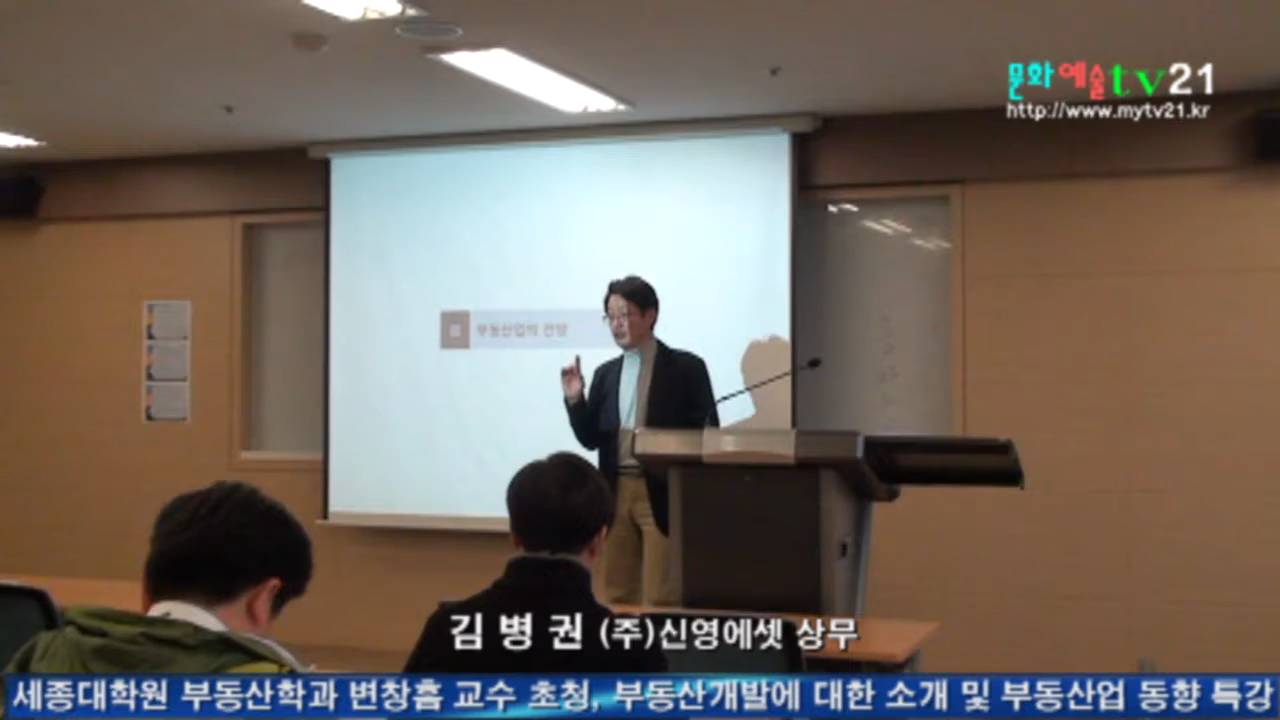 문화예술tv21
http://www.mytv21.kr
부동산업의 전망
김 병 권 (주)신영에셋 상무
세종대학원 부동산학과 변창흠 교수 초청, 부동산개발에 대한 소개 및 부동산업 동향 특강